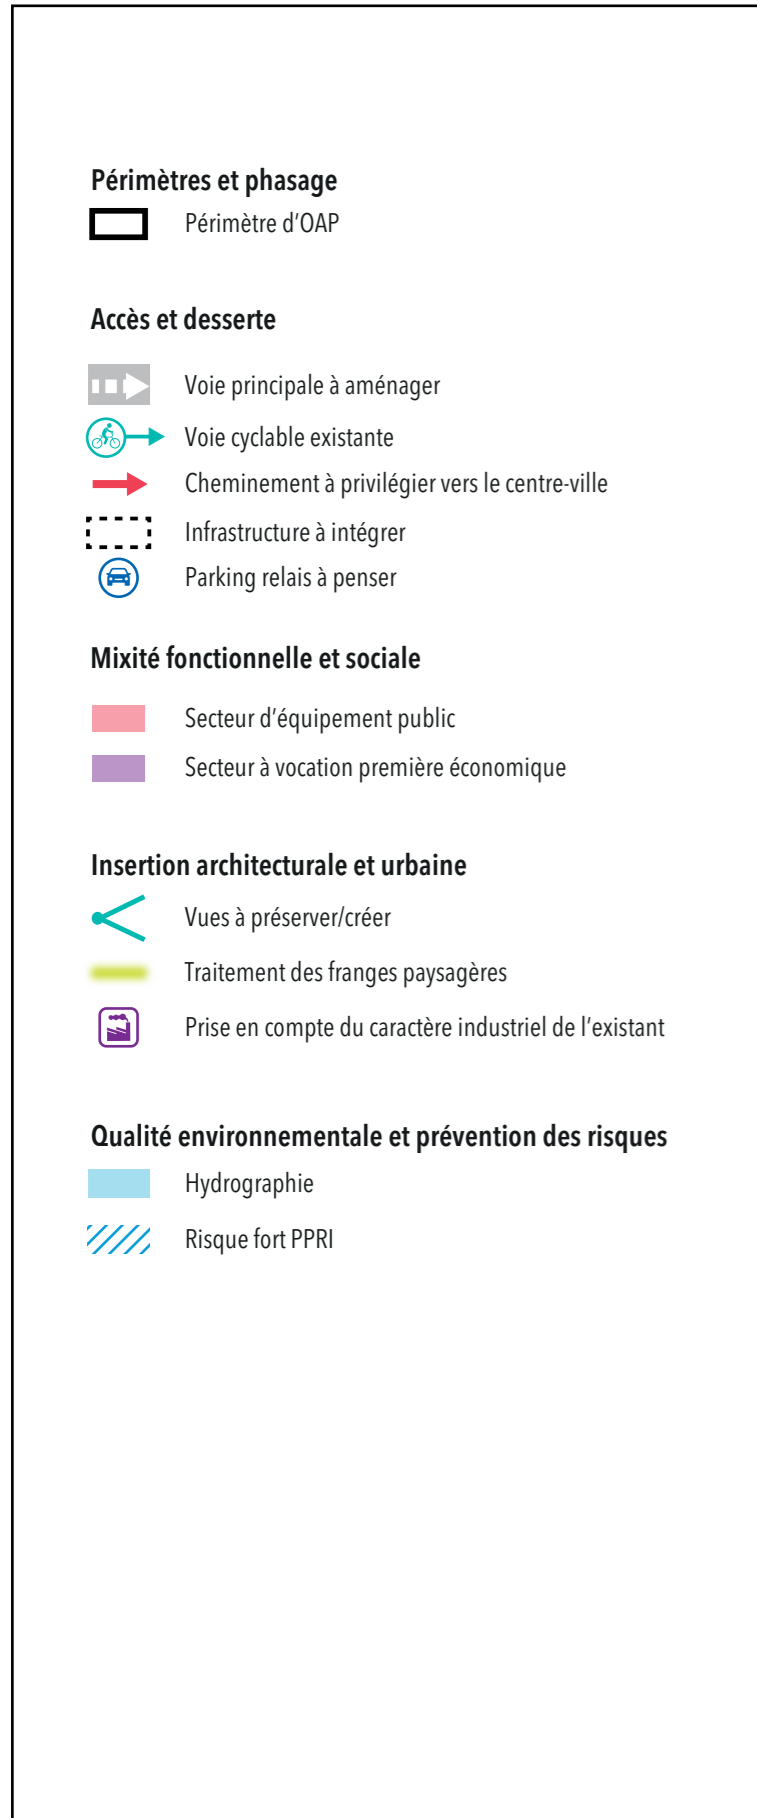 Périmètres et phasage
Périmètre d’OAP
Accès et desserte
Voie principale à aménager
Voie cyclable existante
Cheminement à privilégier vers le centre-ville
Infrastructure à intégrer
Parking relais à penser
Mixité fonctionnelle et sociale
Secteur d’équipement public
Secteur à vocation première économique
Insertion architecturale et urbaine
Vues à préserver/créer
Traitement des franges paysagères
Prise en compte du caractère industriel de l’existant
Qualité environnementale et prévention des risques
Hydrographie
Risque fort PPRI